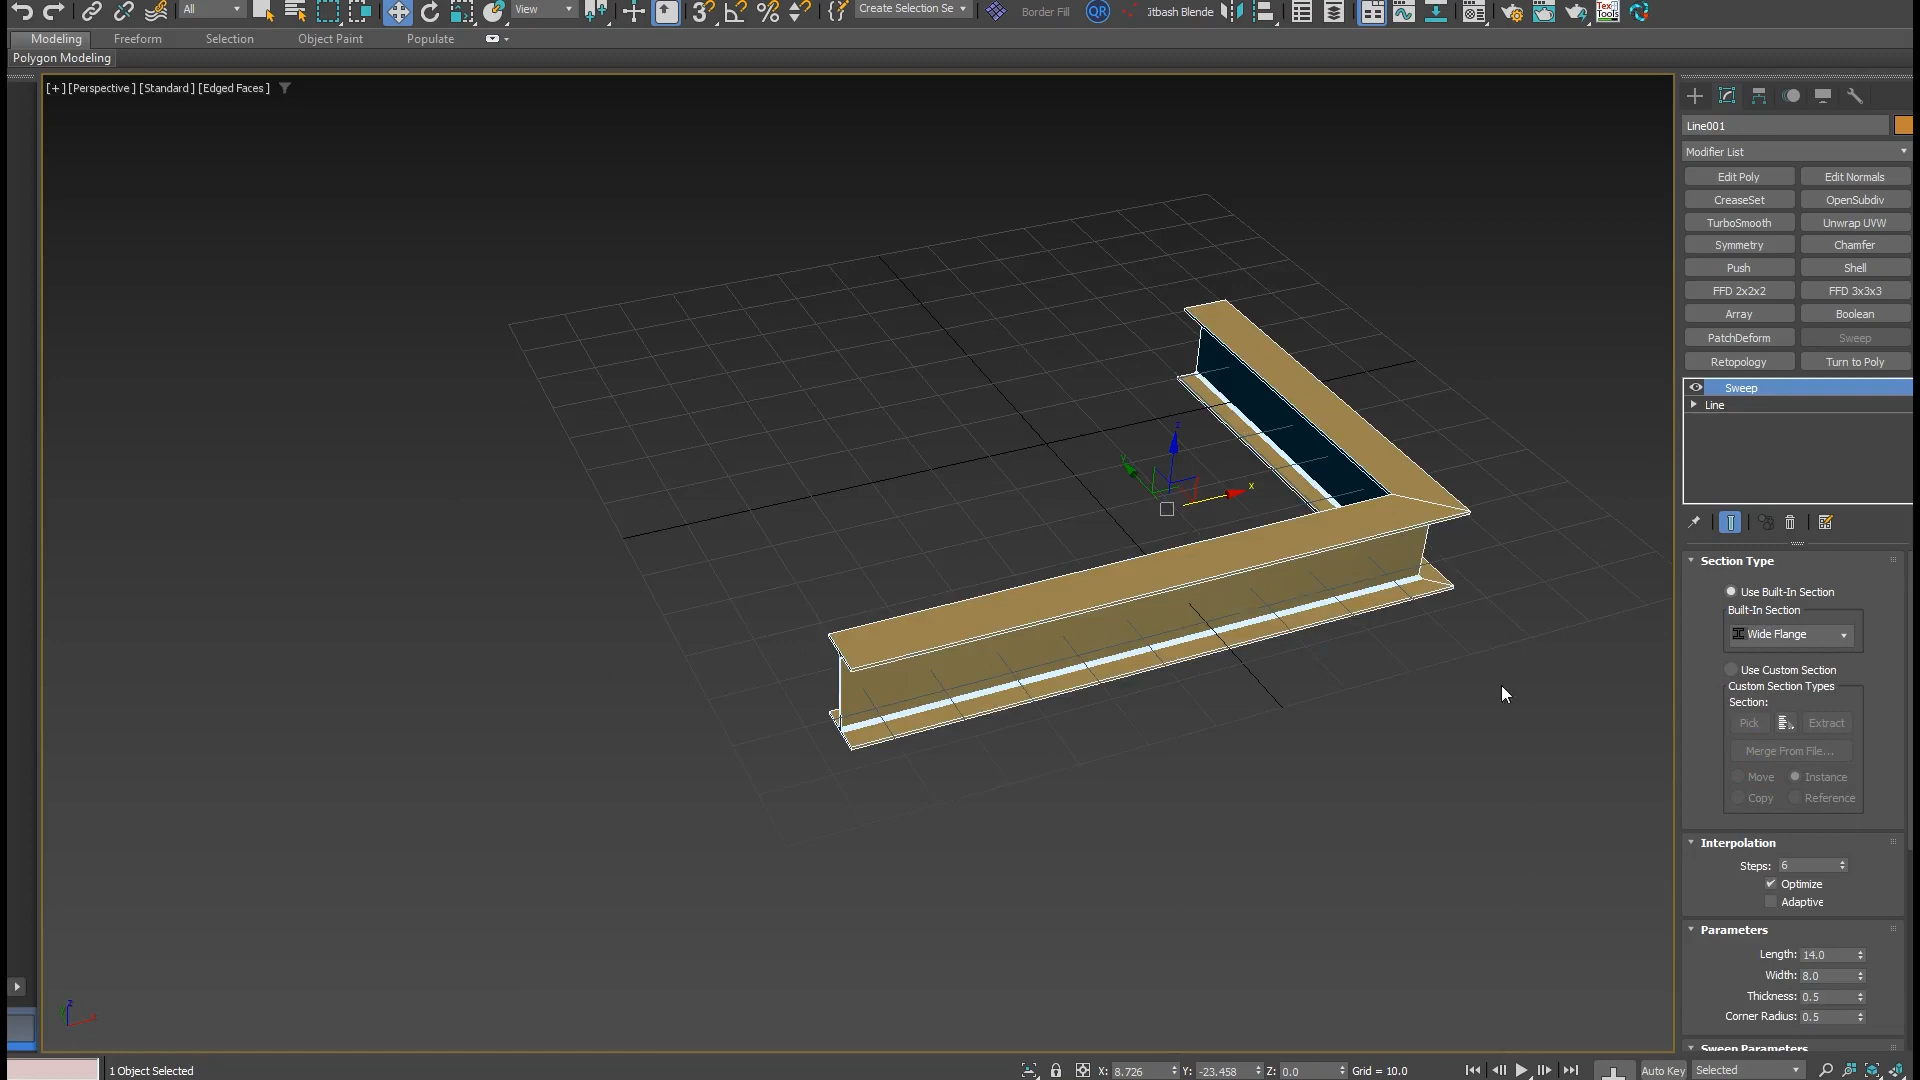 All
View
Create Selection Se
Border Fill
QR
itbash Blende
Text Tools
Modeling
Freeform
Selection
Object Paint
Populate
Polygon Modeling
[+] [Perspective ] [Standard ] [Edged Faces ]
Line001
Modifier List
Edit Poly
Edit Normals
CreaseSet
OpenSubdiv
TurboSmooth
Unwrap UVW
Symmetry
Chamfer
Push
Shell
FFD 2x2x2
FFD 3x3x3
Array
Boolean
PatchDeform
Sweep
Retopology
Turn to Poly
Sweep
Line
Section Type
Use Built-In Section
Built-In Section
Wide Flange
Use Custom Section
Custom Section Types
Section:
Pick
Extract
Merge From File...
Move
Instance
Copy
Reference
Interpolation
Steps: 6
Optimize
Adaptive
Parameters
Length: 14.0
Width: 8.0
Thickness: 0.5
Corner Radius: 0.5
Sweep Parameters
z
y
x
z
1 Object Selected
X: 8.726
Y: -23.458
Z: 0.0
Grid = 10.0
Auto Key
Selected